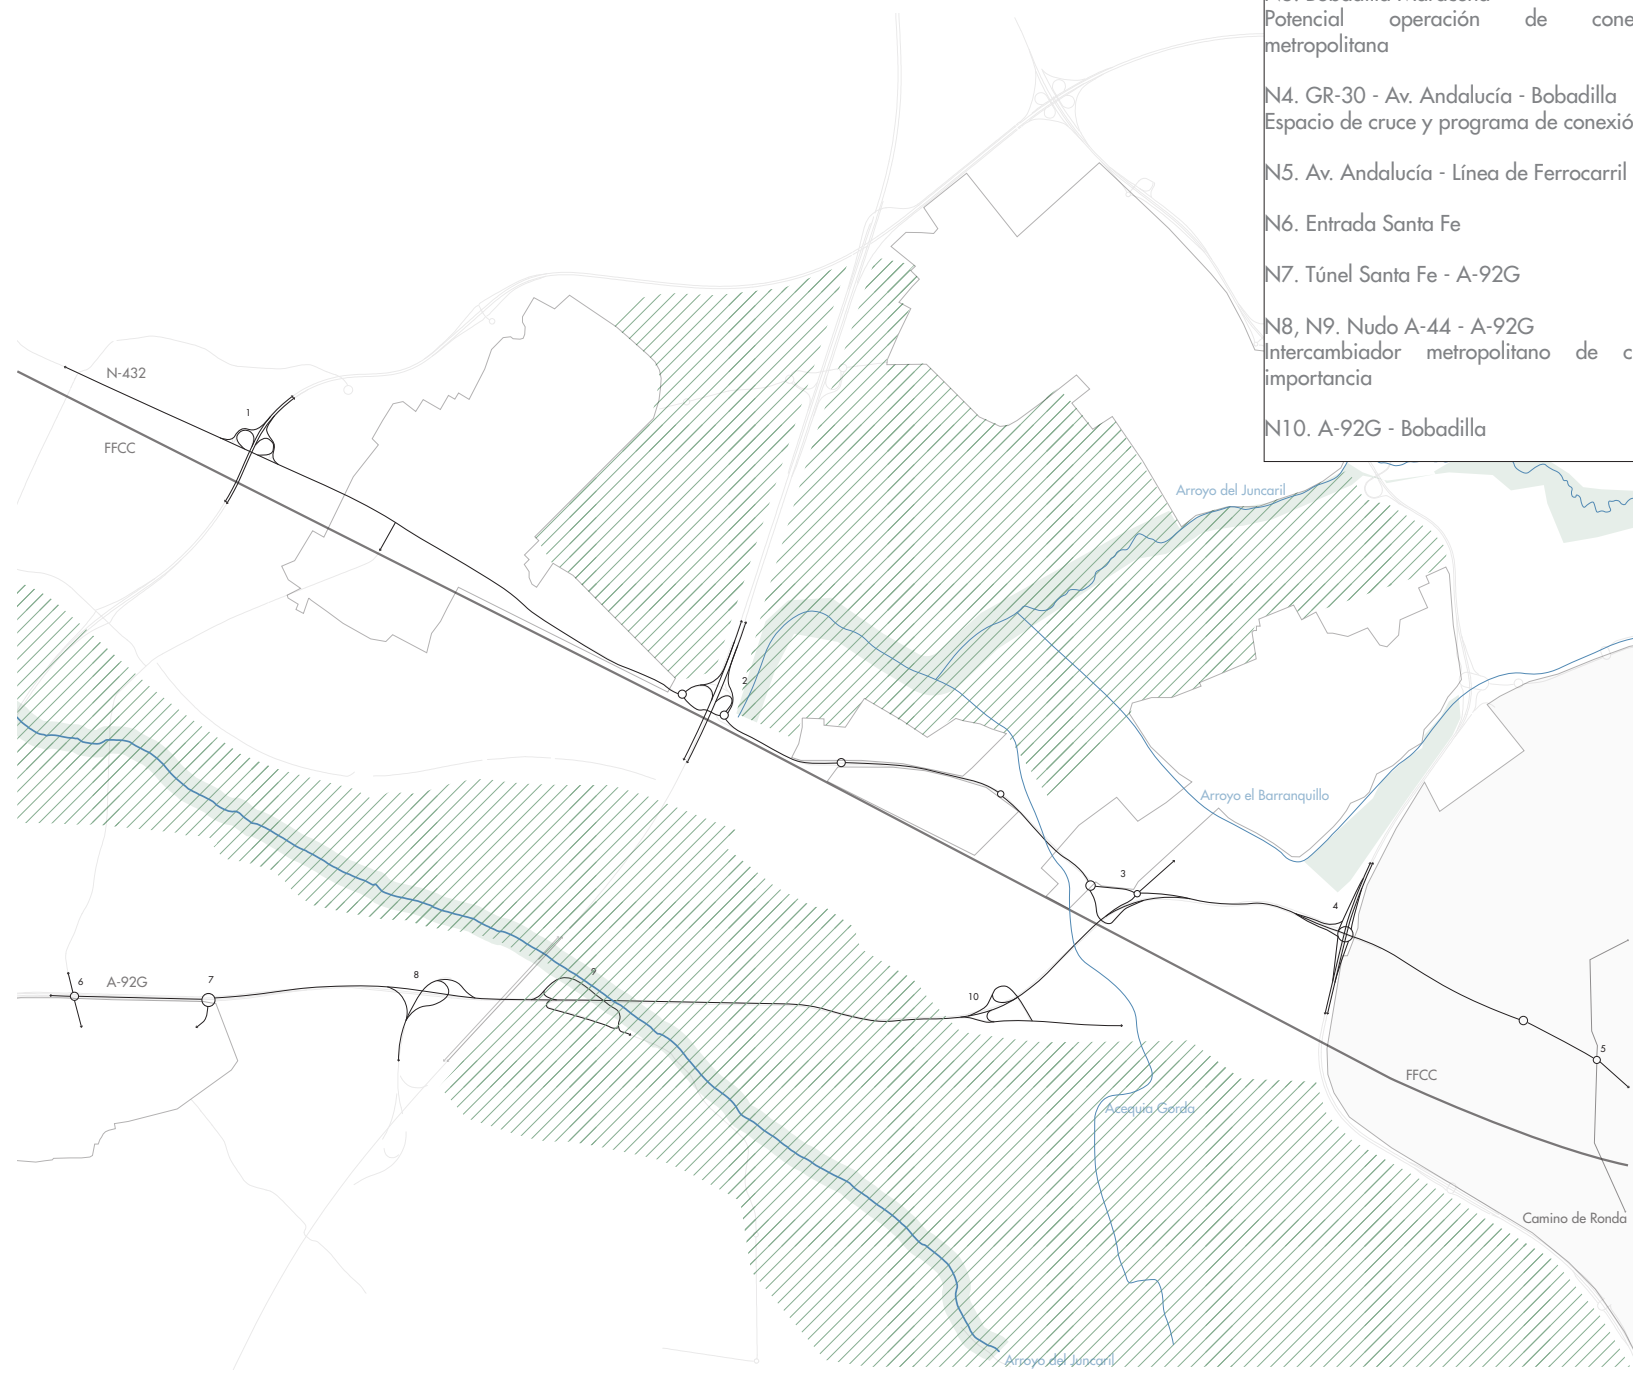 Potencial operación de
metropolitana
N4. GR-30 - Av. Andalucía - Bobadilla
Espacio de cruce y programa de
N5. Av. Andalucía - Línea de Ferrocarril
N6. Entrada Santa Fe
N7. Túnel Santa Fe - A-92G
N8, N9. Nudo A-44 - A-92G
Intercambiador metropolitano de
importancia
N10. A-92G - Bobadilla
N-432
1
FFCC
Arroyo del Juncaril
2
Arroyo el Barranquillo
3
4
6
A-92G
7
8
9
10
5
FFCC
Acequia Gorda
Camino de Ronda
Arroyo del Juncaril